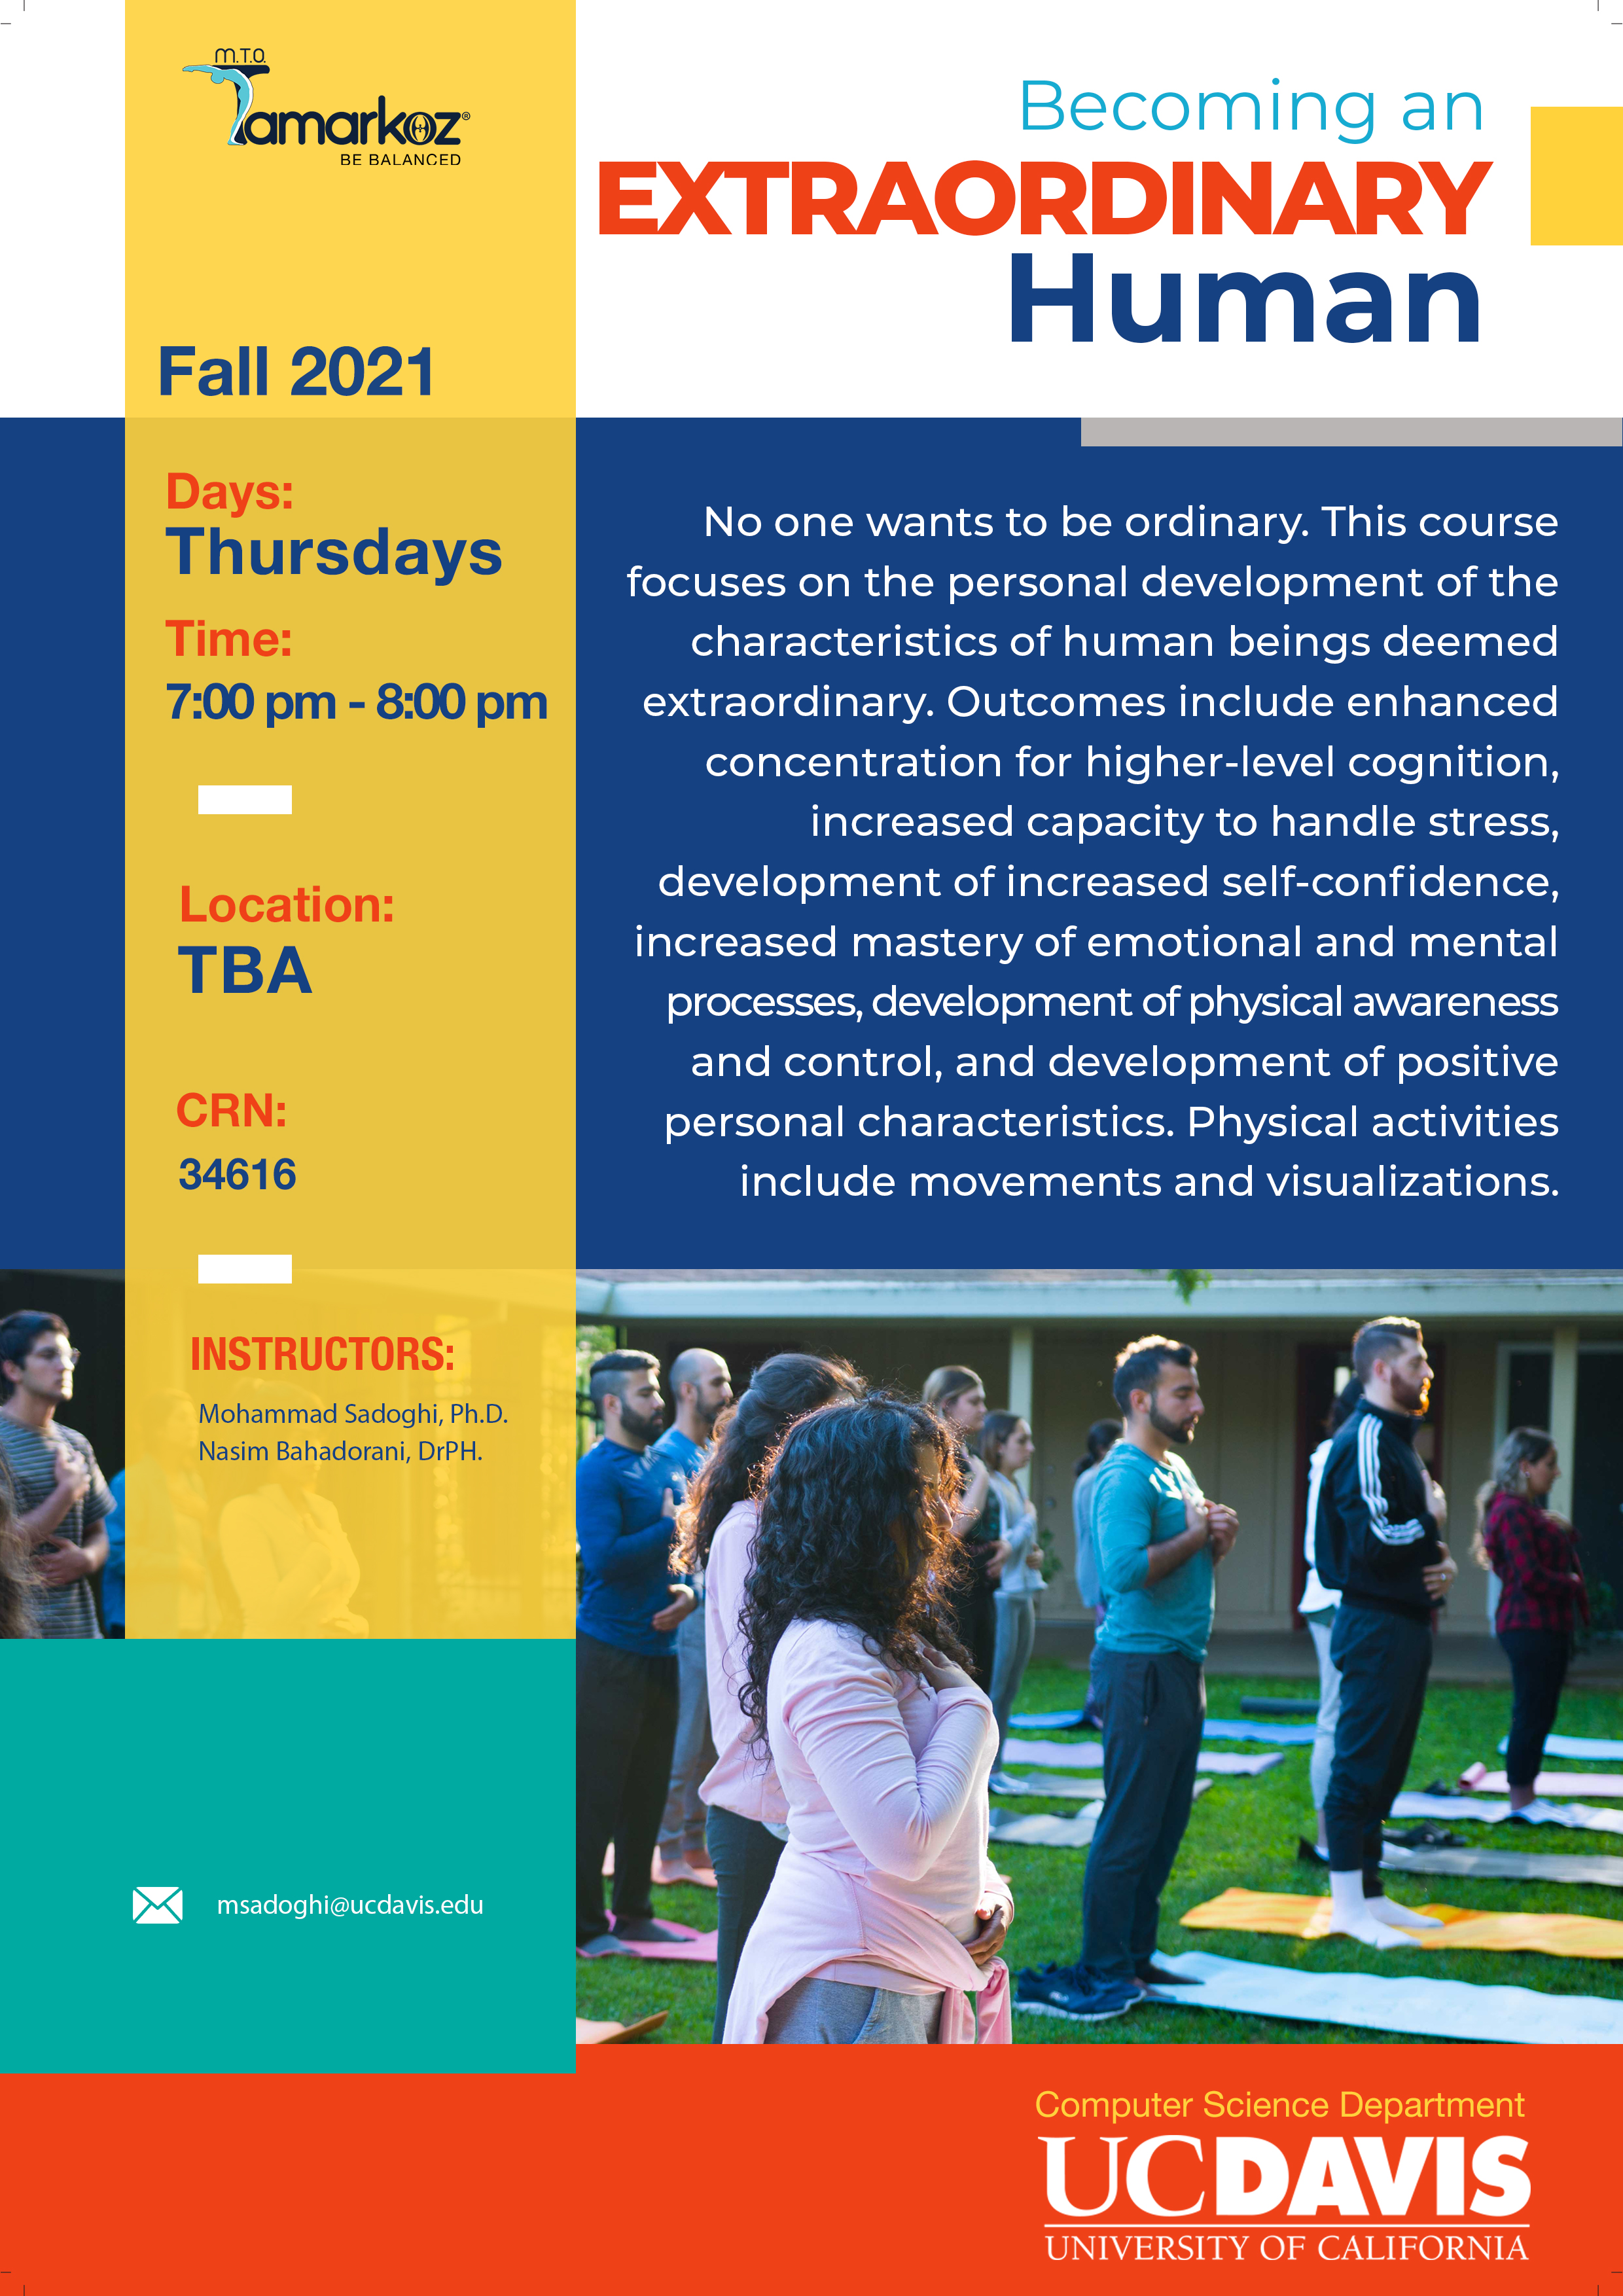 M.T.O.
Tamarkoz®
BE BALANCED
Becoming an
EXTRAORDINARY
Human
Fall 2021
Days:
Thursdays
Time:
7:00 pm - 8:00 pm
Location:
TBA
CRN:
34616
INSTRUCTORS:
Mohammad Sadoghi, Ph.D.
Nasim Bahadorani, DrPH.
No one wants to be ordinary. This course
focuses on the personal development of the
characteristics of human beings deemed
extraordinary. Outcomes include enhanced
concentration for higher-level cognition,
increased capacity to handle stress,
development of increased self-confidence,
increased mastery of emotional and mental
processes, development of physical awareness
and control, and development of positive
personal characteristics. Physical activities
include movements and visualizations.
msadoghi@ucdavis.edu
Computer Science Department
UCDAVIS
UNIVERSITY OF CALIFORNIA